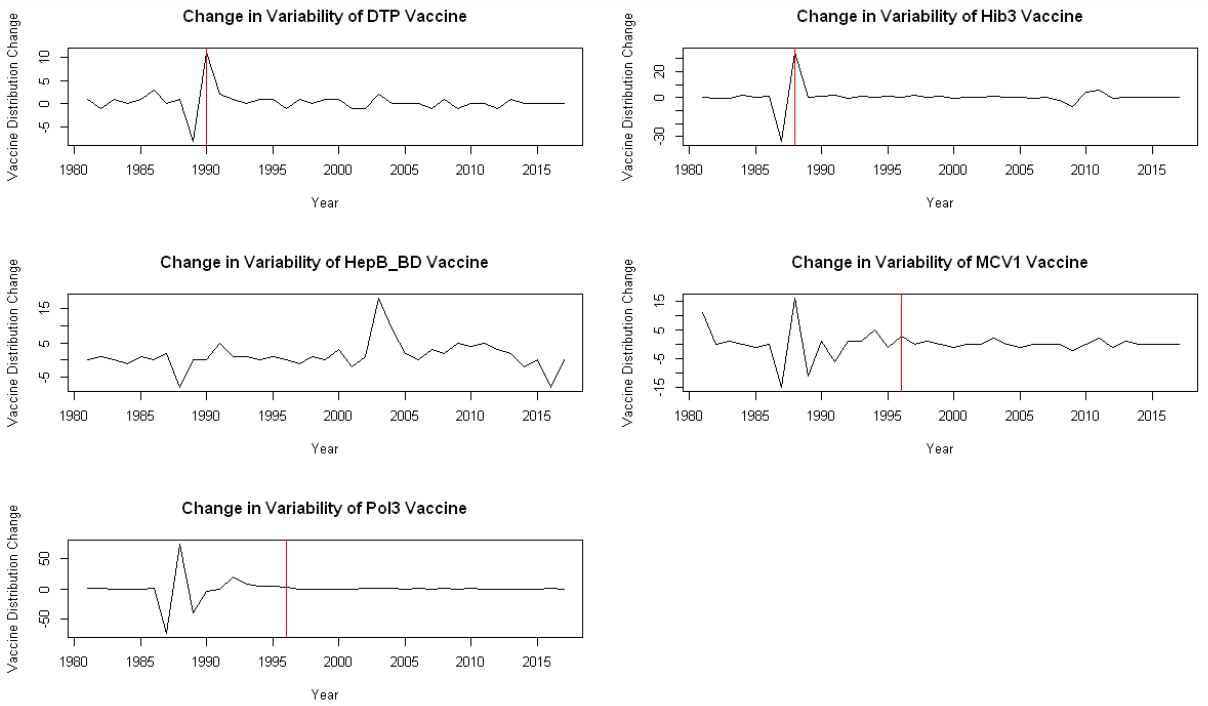 Change in Variability of DTP Vaccine
Vaccine Distribution Change
10
5
0
-5
1980 1985 1990 1995 2000 2005 2010 2015
Year
Change in Variability of Hib3 Vaccine
Vaccine Distribution Change
20
0
-30
1980 1985 1990 1995 2000 2005 2010 2015
Year
Change in Variability of HepB_BD Vaccine
Vaccine Distribution Change
15
5
-5
1980 1985 1990 1995 2000 2005 2010 2015
Year
Change in Variability of MCV1 Vaccine
Vaccine Distribution Change
15
5
-5
-15
1980 1985 1990 1995 2000 2005 2010 2015
Year
Change in Variability of Pol3 Vaccine
Vaccine Distribution Change
50
0
-50
1980 1985 1990 1995 2000 2005 2010 2015
Year